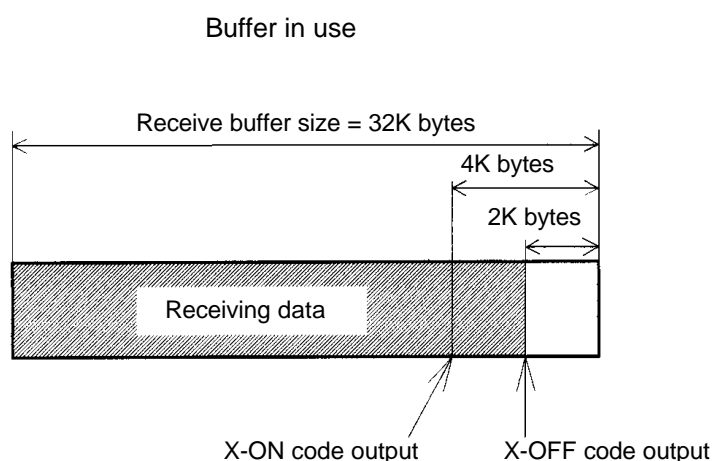 Buffer in use
Receive buffer size = 32K bytes
4K bytes
2K bytes
Receiving data
X-ON code output
X-OFF code output